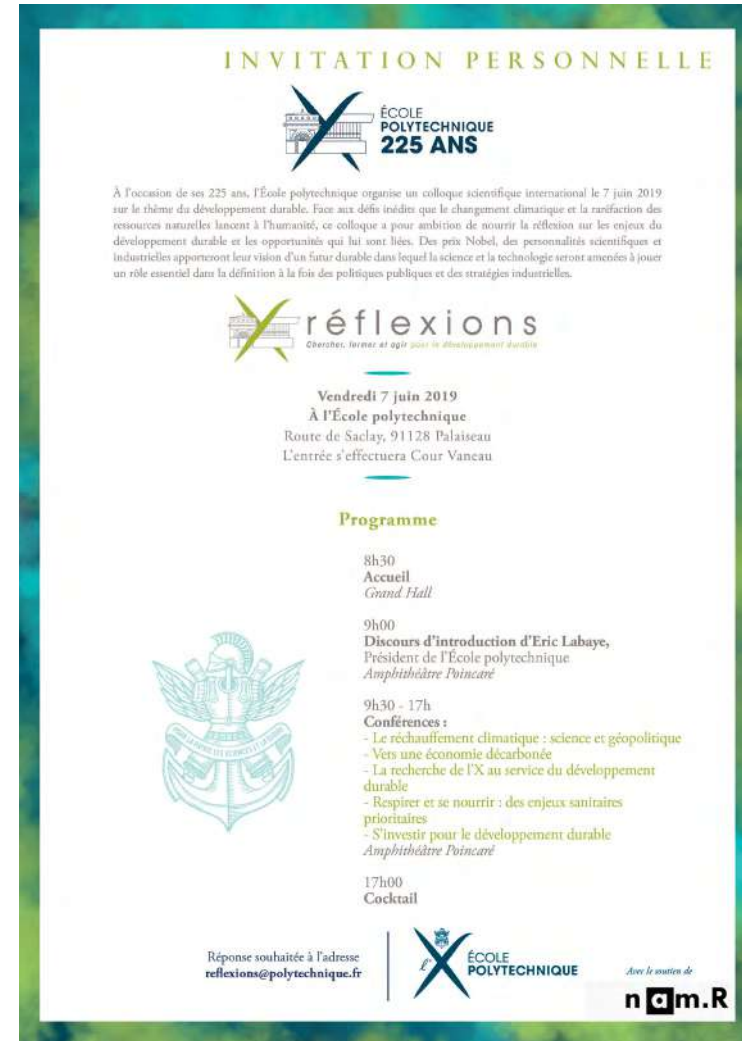 INVITATION PERSONNELLE
ÉCOLE
POLYTECHNIQUE
225 ANS
À l'occasion de ses 225 ans, l'École polytechnique organise un colloque scientifique international le 7 juin 2019
sur le thème du développement durable. Face aux défis inédits que le changement climatique et la raréfaction des
ressources naturelles lancent à l'humanité, ce colloque a pour ambition de nourrir la réflexion sur les enjeux du
développement durable et les opportunités qui lui sont liées. Des prix Nobel, des personnalités scientifiques et
industrielles apporteront leur vision d'un futur durable dans lequel la science et la technologie seront amenées à jouer
un rôle essentiel dans la définition à la fois des politiques publiques et des stratégies industrielles.
réflexions
Chercher, former et agir pour le développement durable
Vendredi 7 juin 2019
À l'École polytechnique
Route de Saclay, 91128 Palaiseau
L'entrée s'effectuera Cour Vaneau
Programme
8h30
Accueil
Grand Hall
9h00
Discours d'introduction d'Eric Labaye,
Président de l'École polytechnique
Amphithéâtre Poincaré
9h30 - 17h
Conférences :
- Le réchauffement climatique : science et géopolitique
- Vers une économie décarbonée
- La recherche de l'X au service du développement
durable
- Respirer et se nourrir : des enjeux sanitaires
prioritaires
- S'investir pour le développement durable
Amphithéâtre Poincaré
17h00
Cocktail
POUR LA PATRIE LES SCIENCES ET LA GLOIRE
Réponse souhaitée à l'adresse
reflexions@polytechnique.fr
l'X
ÉCOLE
POLYTECHNIQUE
Avec le soutien de
nam.R